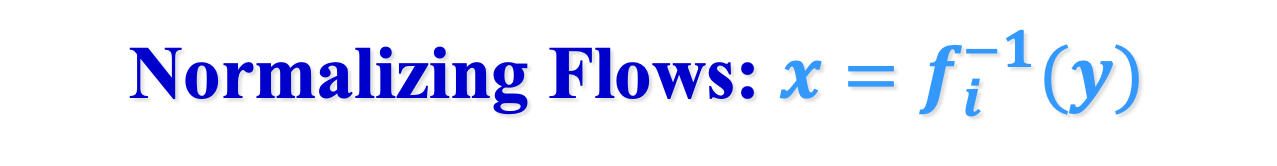 Normalizing Flows: $x = f_i^{-1}(y)$